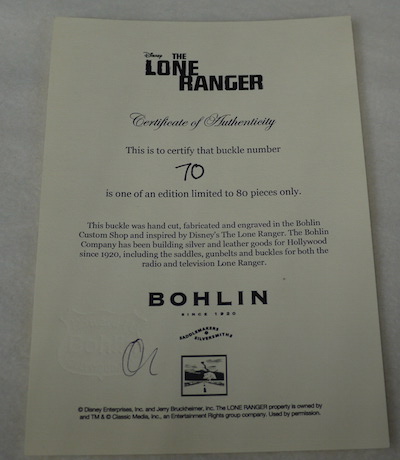 Disney THE
LONE
RANGER
Certificate of Authenticity
This is to certify that buckle number
70
is one of an edition limited to 80 pieces only.
This buckle was hand cut, fabricated and engraved in the Bohlin
Custom Shop and inspired by Disney's The Lone Ranger. The Bohlin
Company has been building silver and leather goods for Hollywood
since 1920, including the saddles, gunbelts and buckles for both the
radio and television Lone Ranger.
BOHLIN
SINCE 1920
SADDLEMAKERS
SILVERSMITHS
© Disney Enterprises, Inc. and Jerry Bruckheimer, Inc. The LONE RANGER property is owned by
and TM & © Classic Media, Inc., an Entertainment Rights group company. Used by permission.